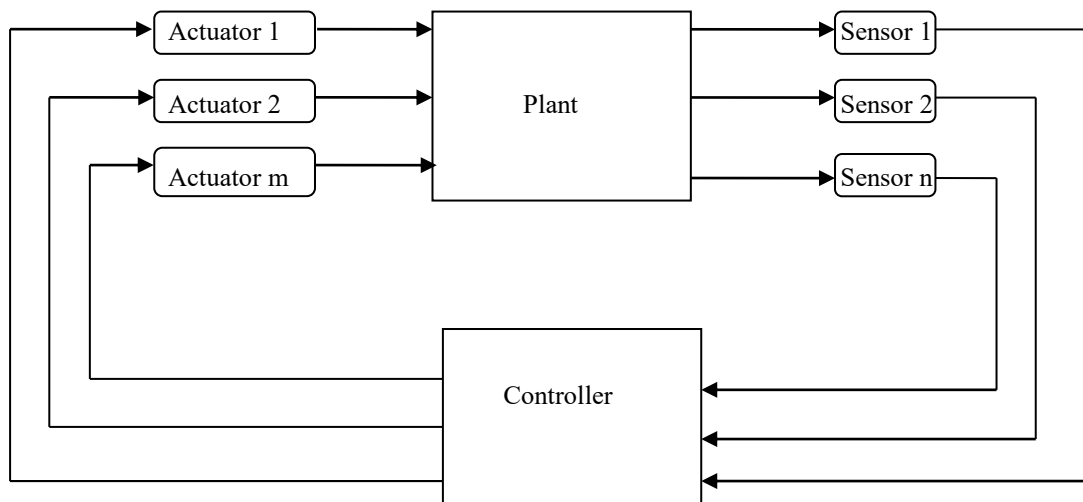 Actuator 1
Plant
Sensor 1
Actuator 2
Sensor 2
Actuator m
Sensor n
Controller